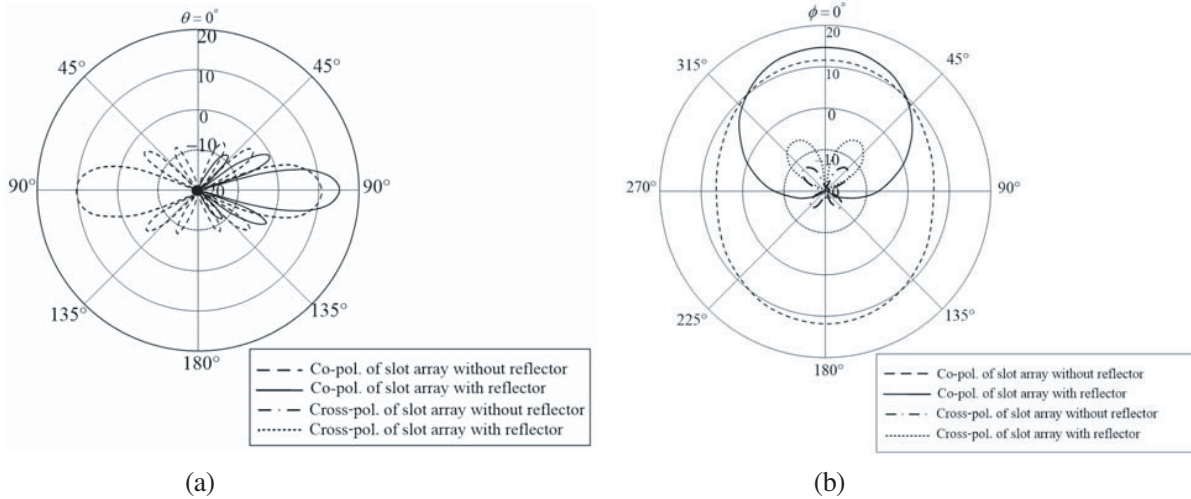 θ = 0°
20
10
0
−10
45°
45°
90°
90°
135°
135°
180°
Co-pol. of slot array without reflector
Co-pol. of slot array with reflector
Cross-pol. of slot array without reflector
Cross-pol. of slot array with reflector
(a)
ϕ = 0°
20
10
0
10
315°
45°
270°
90°
225°
135°
180°
Co-pol. of slot array without reflector
Co-pol. of slot array with reflector
Cross-pol. of slot array without reflector
Cross-pol. of slot array with reflector
(b)